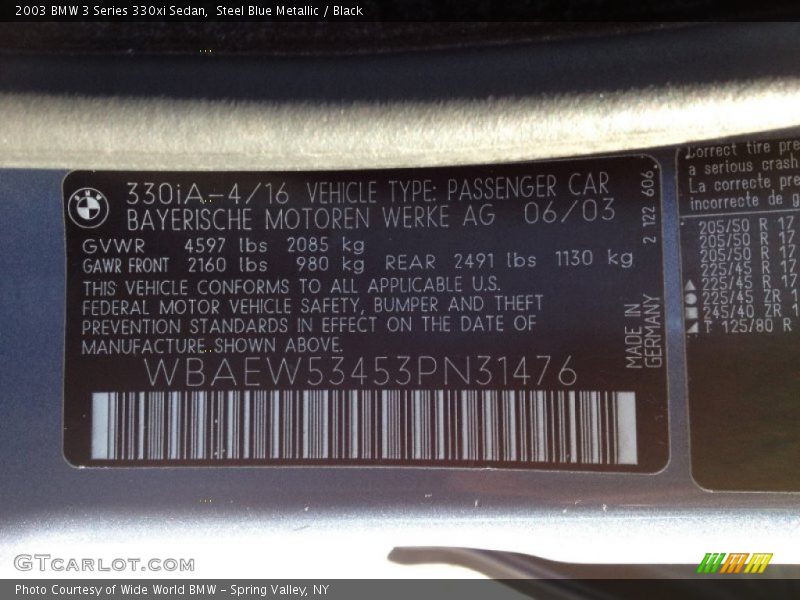 2003 BMW 3 Series 330xi Sedan, Steel Blue Metallic / Black
BMW
330iA-4/16 VEHICLE TYPE: PASSENGER CAR
BAYERISCHE MOTOREN WERKE AG 06/03
GVWR 4597 lbs 2085 kg
GAWR FRONT 2160 lbs 980 kg REAR 2491 lbs 1130 kg
THIS VEHICLE CONFORMS TO ALL APPLICABLE U.S.
FEDERAL MOTOR VEHICLE SAFETY, BUMPER AND THEFT
PREVENTION STANDARDS IN EFFECT ON THE DATE OF
MANUFACTURE SHOWN ABOVE.
WBAEW53453PN31476
2 122 606
MADE IN
GERMANY
Correct tire pre
a serious crash
La correcte pre
incorrecte de g
205/50 R 17
205/50 R 17
205/50 R 17
225/45 R 17
225/45 R 17
225/45 ZR 1
245/40 ZR 1
T 125/80 R
GTCARLOT.COM
Photo Courtesy of Wide World BMW - Spring Valley, NY